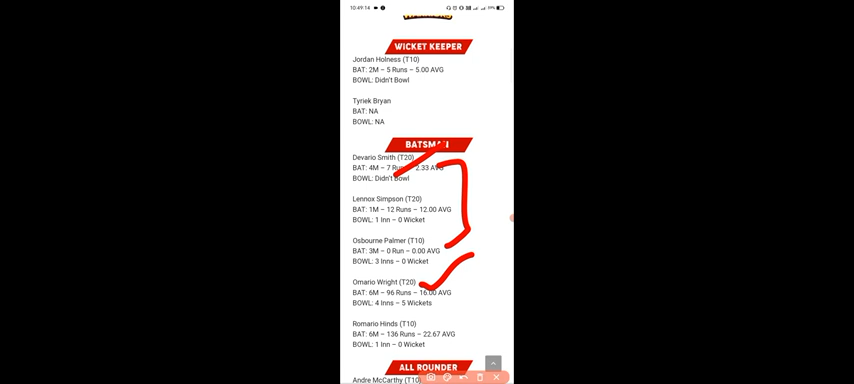 10:49:14
WICKET KEEPER
Jordan Holness (T10)
BAT: 2M – 5 Runs – 5.00 AVG
BOWL: Didn't Bowl
Tyriek Bryan
BAT: NA
BOWL: NA
BATSMAN
Devario Smith (T20)
BAT: 4M – 7 Runs – 2.33 AVG
BOWL: Didn't Bowl
Lennox Simpson (T20)
BAT: 1M – 12 Runs – 12.00 AVG
BOWL: 1 Inn – 0 Wicket
Osbourne Palmer (T10)
BAT: 3M – 0 Run – 0.00 AVG
BOWL: 3 Inns – 0 Wicket
Omario Wright (T20)
BAT: 6M – 96 Runs – 16.00 AVG
BOWL: 4 Inns – 5 Wickets
Romario Hinds (T10)
BAT: 6M – 136 Runs – 22.67 AVG
BOWL: 1 Inn – 0 Wicket
ALL ROUNDER
Andre McCarthy (T10)